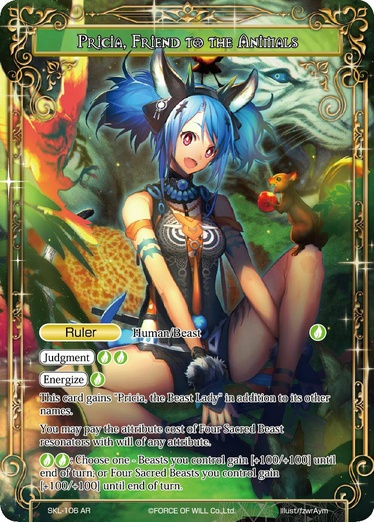 Pricia, Friend to the Animals
Ruler Human/Beast
Judgment
Energize
This card gains "Pricia, the Beast Lady" in addition to its other
names.
You may pay the attribute cost of Four Sacred Beast
resonators with will of any attribute.
: Choose one - Beasts you control gain [+100/+100] until
end of turn, or Four Sacred Beasts you control gain
[+100/+100] until end of turn.
SKL-106 AR ©FORCE OF WILL Co.,Ltd. Illust/fzwrAym